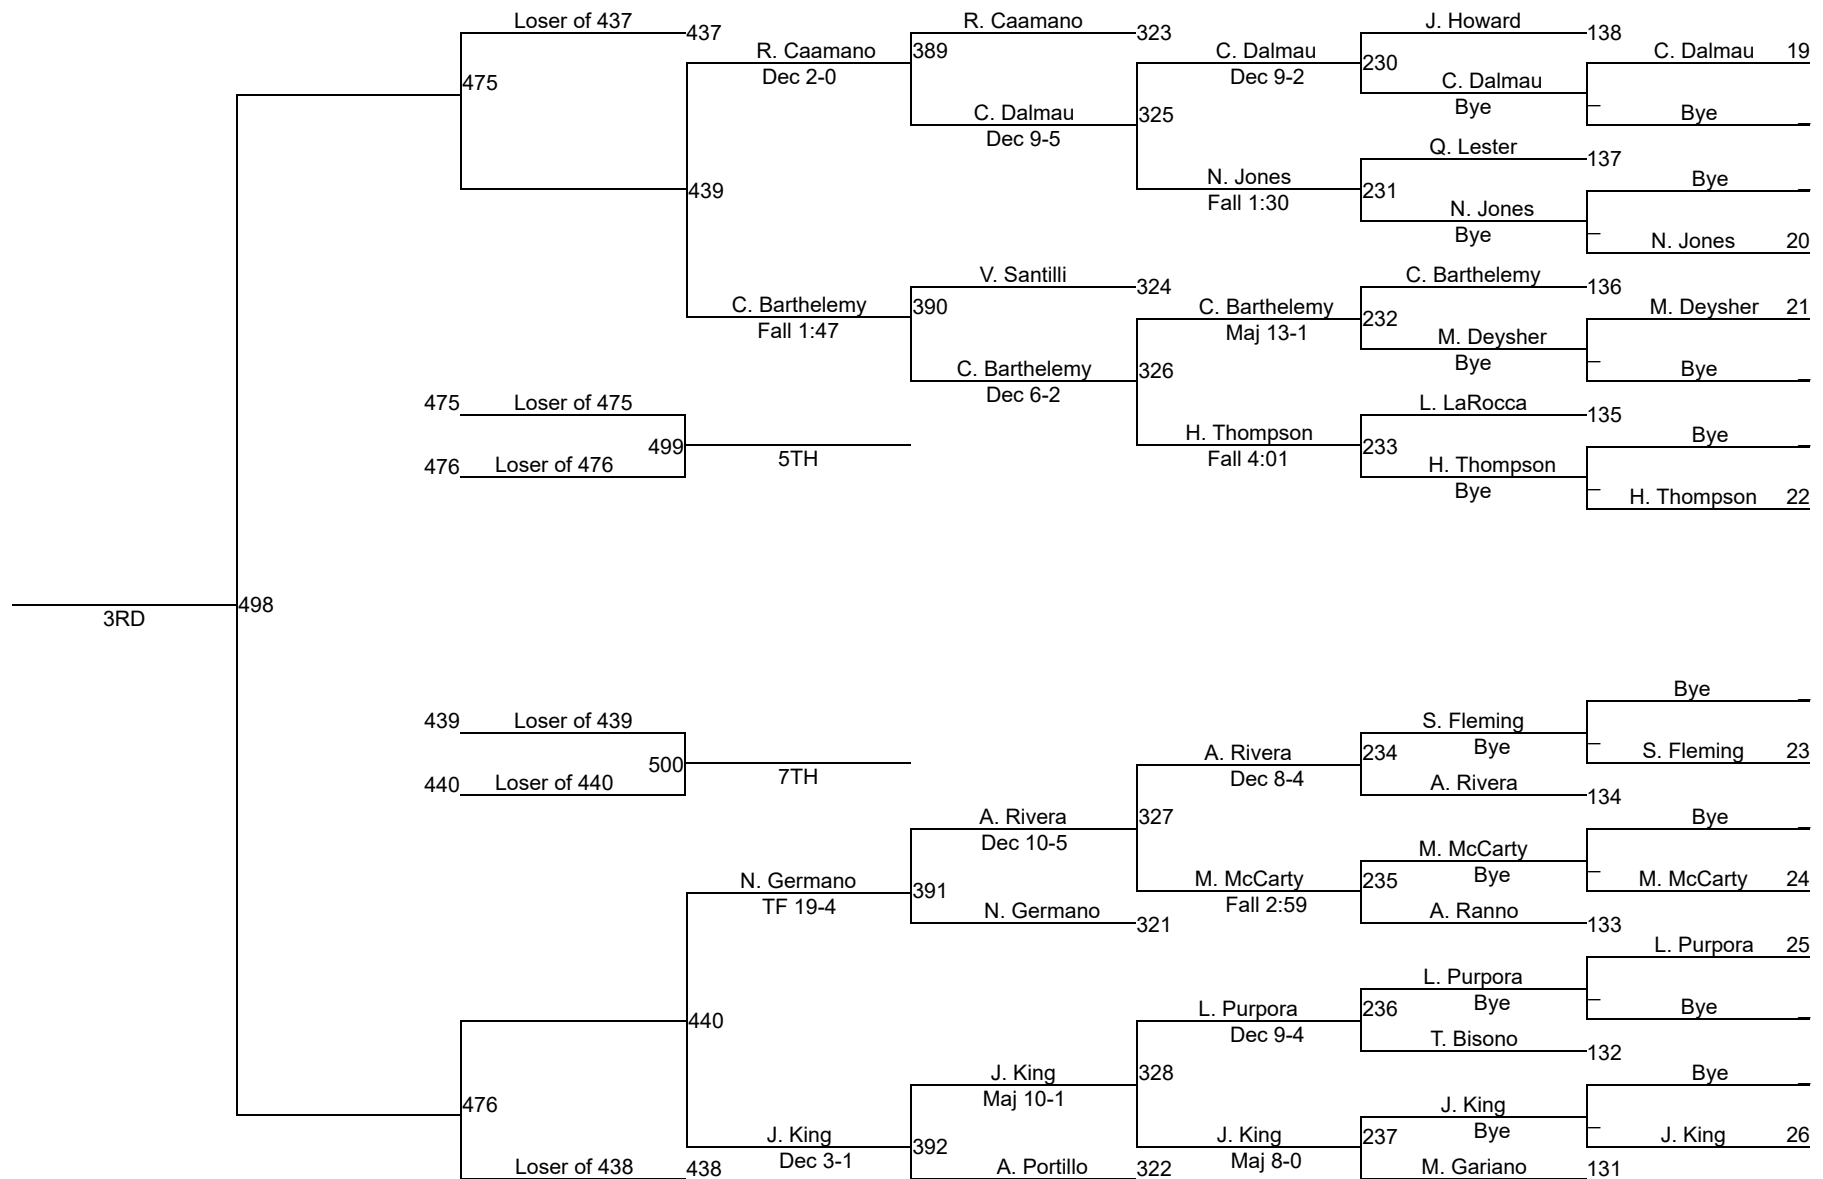 Loser of 437 437
R. Caamano 323
J. Howard 138
475
R. Caamano
Dec 2-0
389
C. Dalmau
Dec 9-2
230
C. Dalmau 19
C. Dalmau
Bye
C. Dalmau
Dec 9-5
325
Bye
Q. Lester 137
439
N. Jones
Fall 1:30
231
Bye
N. Jones
Bye
N. Jones 20
V. Santilli 324
C. Barthelemy 136
C. Barthelemy
Fall 1:47
390
C. Barthelemy
Maj 13-1
232
M. Deysher 21
M. Deysher
Bye
C. Barthelemy
Dec 6-2
326
Bye
475 Loser of 475
L. LaRocca 135
499
5TH
476 Loser of 476
H. Thompson
Fall 4:01
233
Bye
H. Thompson
Bye
H. Thompson 22
498
3RD
Bye
439 Loser of 439
S. Fleming
Bye
500
7TH
A. Rivera
Dec 8-4
234
S. Fleming 23
440 Loser of 440
A. Rivera 134
A. Rivera
Dec 10-5
327
Bye
M. McCarty
Bye
N. Germano
TF 19-4
391
M. McCarty
Fall 2:59
235
M. McCarty 24
N. Germano 321
A. Ranno 133
L. Purpora 25
L. Purpora
Bye
440
L. Purpora
Dec 9-4
236
Bye
T. Bisono 132
J. King
Maj 10-1
328
Bye
476
J. King
Bye
J. King
Dec 3-1
392
J. King
Maj 8-0
237
J. King 26
Loser of 438 438
A. Portillo 322
M. Gariano 131